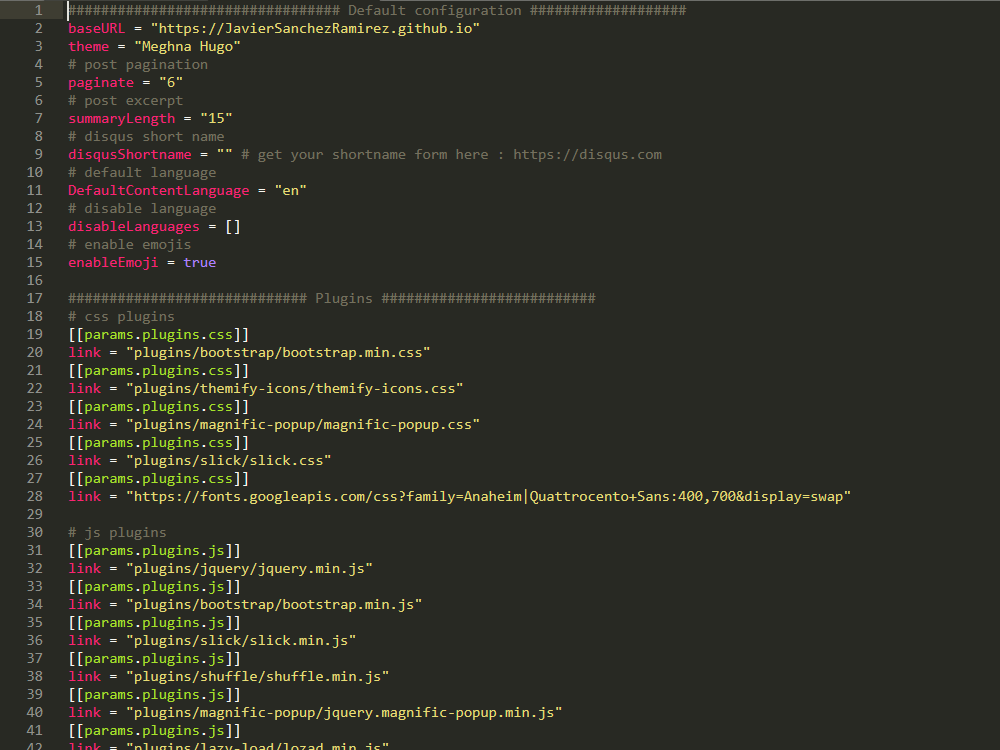 1 ################################# Default configuration ###################
2 baseURL = "https://JavierSanchezRamirez.github.io"
3 theme = "Meghna Hugo"
4 # post pagination
5 paginate = "6"
6 # post excerpt
7 summaryLength = "15"
8 # disqus short name
9 disqusShortname = "" # get your shortname form here : https://disqus.com
10 # default language
11 DefaultContentLanguage = "en"
12 # disable language
13 disableLanguages = []
14 # enable emojis
15 enableEmoji = true
16
17 ############################# Plugins ##########################
18 # css plugins
19 [[params.plugins.css]]
20 link = "plugins/bootstrap/bootstrap.min.css"
21 [[params.plugins.css]]
22 link = "plugins/themify-icons/themify-icons.css"
23 [[params.plugins.css]]
24 link = "plugins/magnific-popup/magnific-popup.css"
25 [[params.plugins.css]]
26 link = "plugins/slick/slick.css"
27 [[params.plugins.css]]
28 link = "https://fonts.googleapis.com/css?family=Anaheim|Quattrocento+Sans:400,700&display=swap"
29
30 # js plugins
31 [[params.plugins.js]]
32 link = "plugins/jquery/jquery.min.js"
33 [[params.plugins.js]]
34 link = "plugins/bootstrap/bootstrap.min.js"
35 [[params.plugins.js]]
36 link = "plugins/slick/slick.min.js"
37 [[params.plugins.js]]
38 link = "plugins/shuffle/shuffle.min.js"
39 [[params.plugins.js]]
40 link = "plugins/magnific-popup/jquery.magnific-popup.min.js"
41 [[params.plugins.js]]
42 link = "plugins/lazy-load/lozad.min.js"